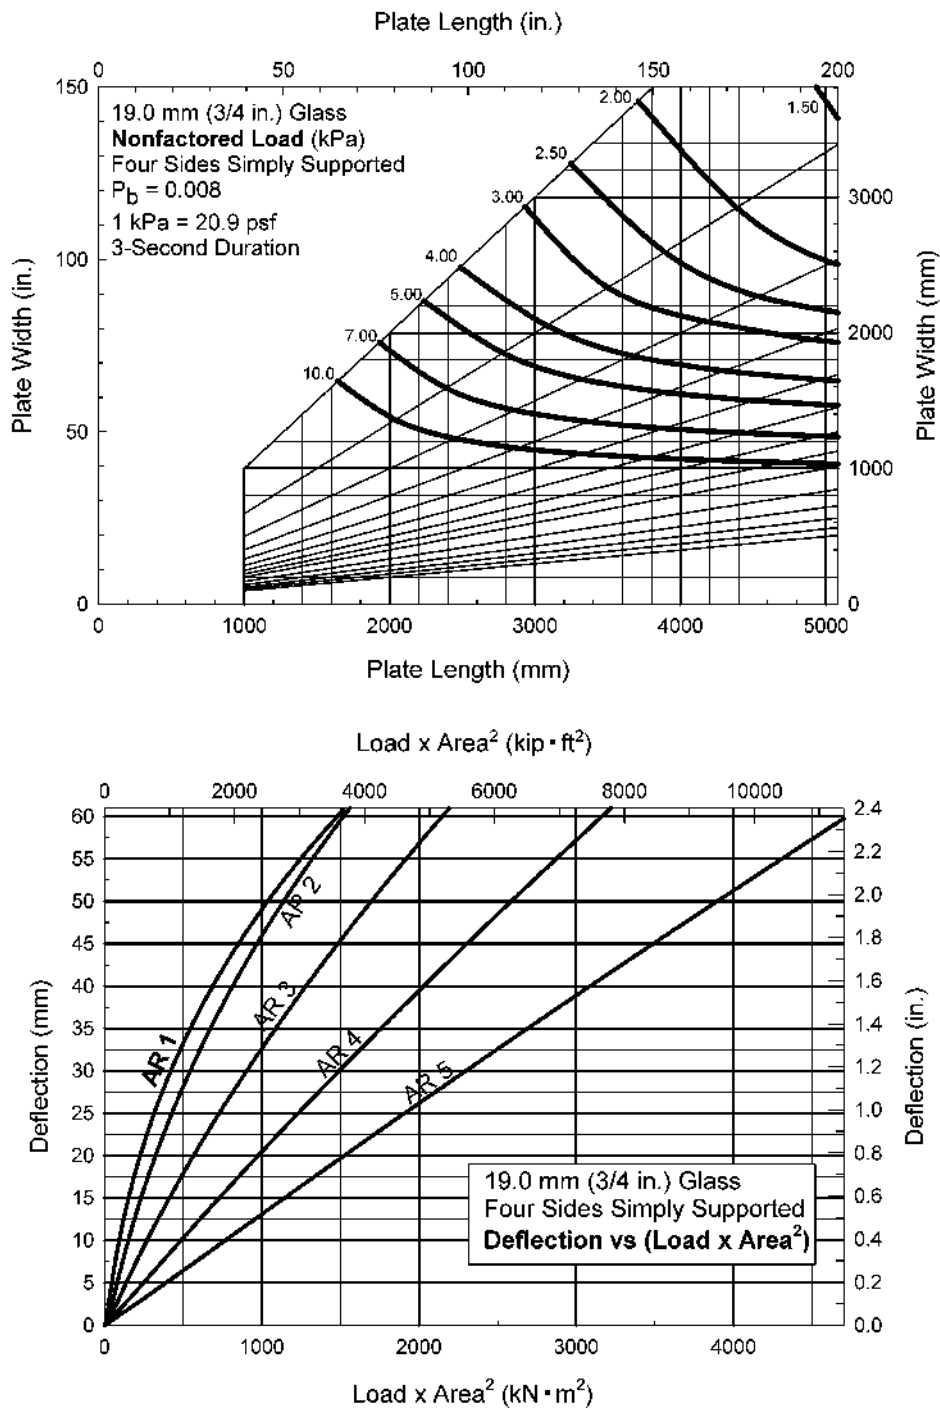 Plate Length (in.)
0 50 100 150 200
150 100 50 0
Plate Width (in.)
19.0 mm (3/4 in.) Glass
Nonfactored Load (kPa)
Four Sides Simply Supported
Pb = 0.008
1 kPa = 20.9 psf
3-Second Duration
1.50
2.00
2.50
3.00
4.00
5.00
7.00
10.0
3000 2000 1000 0
Plate Width (mm)
0 1000 2000 3000 4000 5000
Plate Length (mm)
Load x Area² (kip·ft²)
0 2000 4000 6000 8000 10000
60 55 50 45 40 35 30 25 20 15 10 5 0
Deflection (mm)
AR 1
AR 2
AR 3
AR 4
AR 5
19.0 mm (3/4 in.) Glass
Four Sides Simply Supported
Deflection vs (Load x Area²)
2.4 2.2 2.0 1.8 1.6 1.4 1.2 1.0 0.8 0.6 0.4 0.2 0.0
Deflection (in.)
0 1000 2000 3000 4000
Load x Area² (kN·m²)